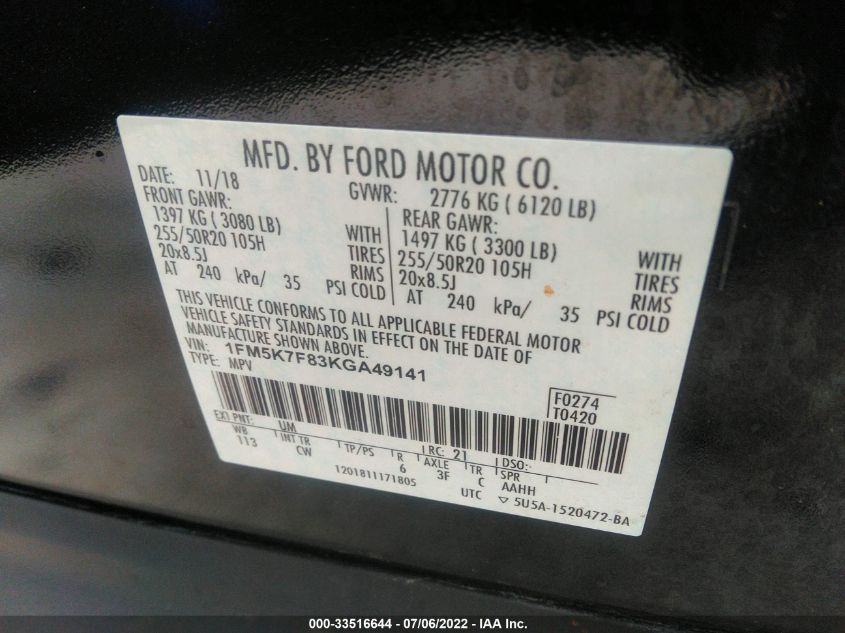 MFD. BY FORD MOTOR CO.
DATE: 11/18 GVWR: 2776 KG ( 6120 LB)
FRONT GAWR: REAR GAWR:
1397 KG ( 3080 LB) WITH 1497 KG ( 3300 LB) WITH
255/50R20 105H TIRES 255/50R20 105H TIRES
20x8.5J RIMS 20x8.5J RIMS
AT 240 kPa/ 35 PSI COLD AT 240 kPa/ 35 PSI COLD
THIS VEHICLE CONFORMS TO ALL APPLICABLE FEDERAL MOTOR
VEHICLE SAFETY STANDARDS IN EFFECT ON THE DATE OF
MANUFACTURE SHOWN ABOVE.
VIN: 1FM5K7F83KGA49141
TYPE: MPV
F0274
T0420
EXT PNT: UM RC: 21 DSO:
WB INT TR TP/PS R AXLE TR SPR
113 CW 6 3F C AAHH
1201811171805 UTC ▽ 5U5A-1520472-BA
000-33516644 / 07/06/2022 - IAA Inc.